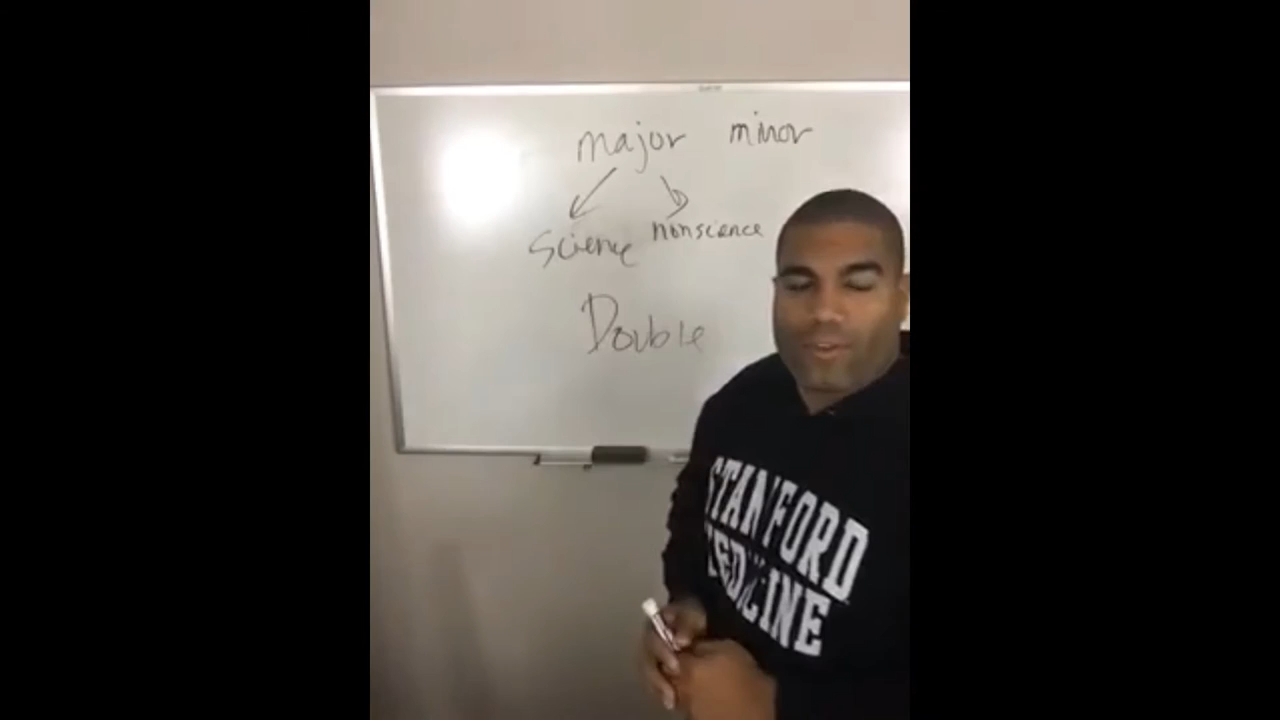 major minor
science nonscience
Double
STANFORD
MEDICINE